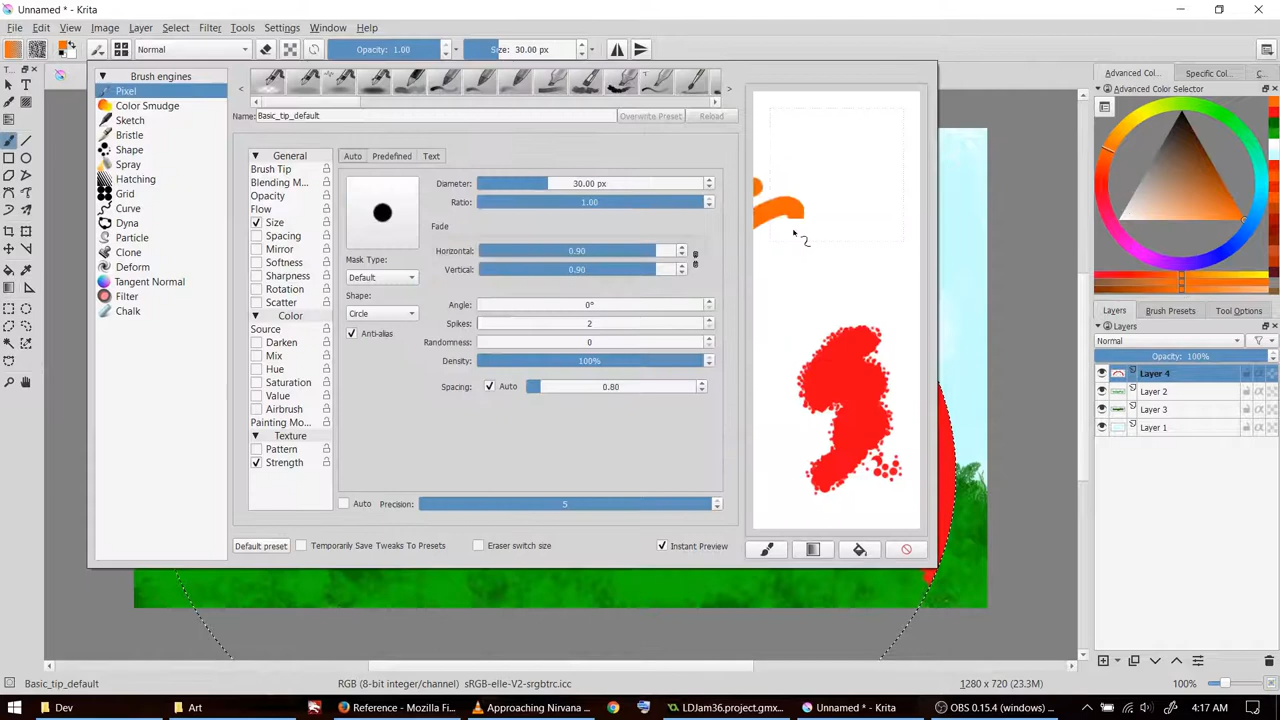 Unnamed * - Krita
File Edit View Image Layer Select Filter Tools Settings Window Help
Normal Opacity: 1.00 Size: 30.00 px
T...
Brush engines
Pixel
Color Smudge
Sketch
Bristle
Shape
Spray
Hatching
Grid
Curve
Dyna
Particle
Clone
Deform
Tangent Normal
Filter
Chalk
Name: Basic_tip_default Overwrite Preset Reload
General
Brush Tip
Blending M...
Opacity
Flow
Size
Spacing
Mirror
Softness
Sharpness
Rotation
Scatter
Color
Source
Darken
Mix
Hue
Saturation
Value
Airbrush
Painting Mo...
Texture
Pattern
Strength
Auto Predefined Text
Diameter: 30.00 px
Ratio: 1.00
Fade
Horizontal: 0.90
Vertical: 0.90
Mask Type:
Default
Shape:
Circle
Anti-alias
Angle: 0°
Spikes: 2
Randomness: 0
Density: 100%
Spacing: Auto 0.80
Auto Precision: 5
Default preset Temporarily Save Tweaks To Presets Eraser switch size Instant Preview
Advanced Col... Specific Col... C...
Advanced Color Selector
Layers Brush Presets Tool Options
Layers
Normal
Opacity: 100%
Layer 4
Layer 2
Layer 3
Layer 1
Basic_tip_default RGB (8-bit integer/channel) sRGB-elle-V2-srgbtrc.icc 1280 x 720 (23.3M) 100%
Dev Art Reference - Mozilla Fi... Approaching Nirvana ... LDJam36.project.gmx... Unnamed * - Krita OBS 0.15.4 (windows) ... 4:17 AM